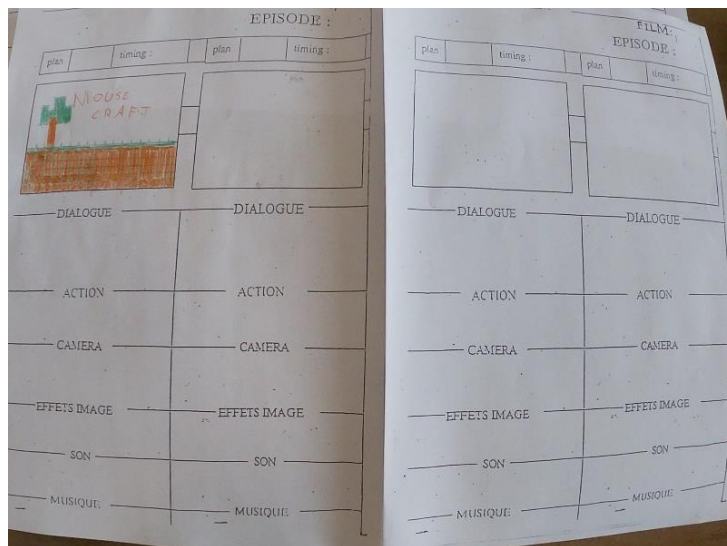 EPISODE :
plan timing : plan timing :
MOUSE
CRAFT
DIALOGUE DIALOGUE
ACTION ACTION
CAMERA CAMERA
EFFETS IMAGE EFFETS IMAGE
SON SON
MUSIQUE MUSIQUE
FILM :
EPISODE :
plan timing : plan timing :
DIALOGUE DIALOGUE
ACTION ACTION
CAMERA CAMERA
EFFETS IMAGE EFFETS IMAGE
SON SON
MUSIQUE MUSIQUE